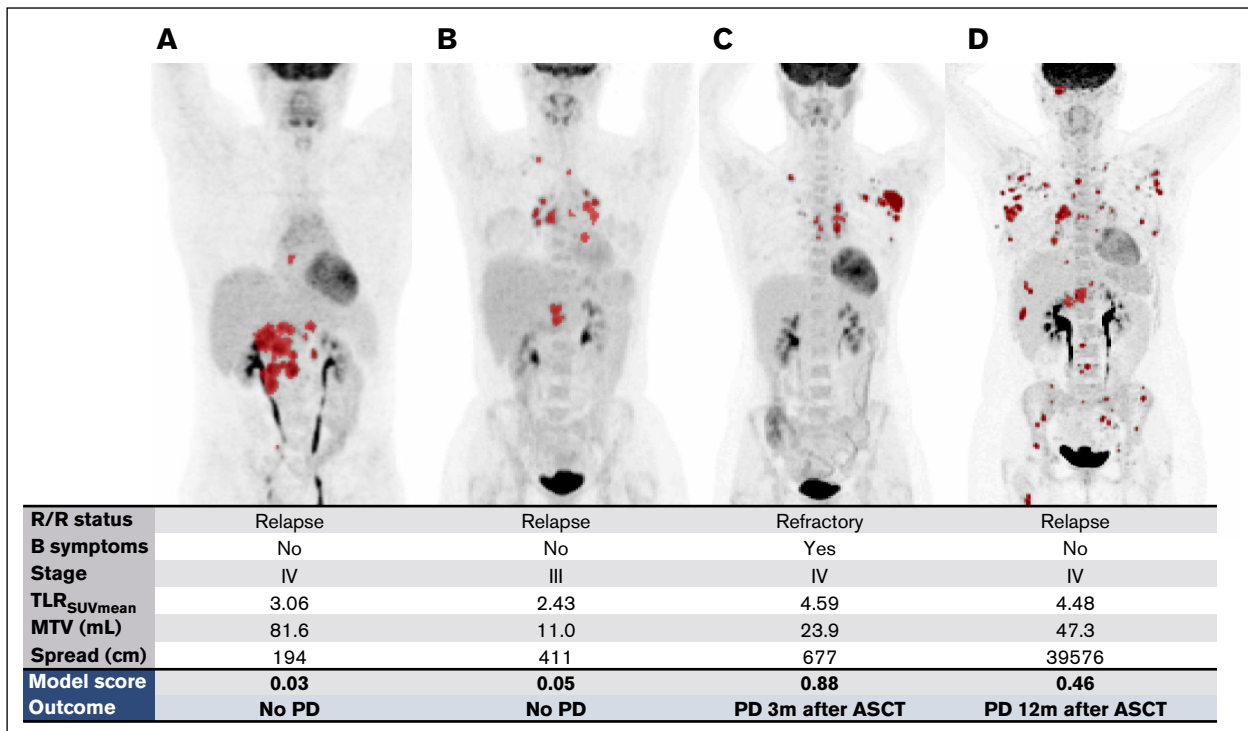 A B C D
R/R status Relapse Relapse Refractory Relapse
B symptoms No No Yes No
Stage IV III IV IV
TLRSUVmean 3.06 2.43 4.59 4.48
MTV (mL) 81.6 11.0 23.9 47.3
Spread (cm) 194 411 677 39576
Model score 0.03 0.05 0.88 0.46
Outcome No PD No PD PD 3m after ASCT PD 12m after ASCT